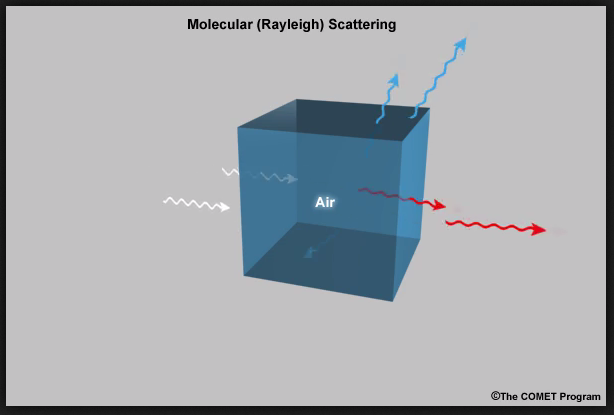 Molecular (Rayleigh) Scattering
Air
©The COMET Program